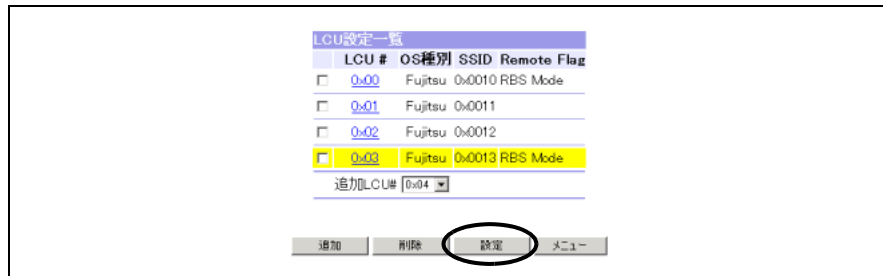 LCU設定一覧
LCU # OS種別 SSID Remote Flag
0x00 Fujitsu 0x0010 RBS Mode
0x01 Fujitsu 0x0011
0x02 Fujitsu 0x0012
0x03 Fujitsu 0x0013 RBS Mode
追加LCU# 0x04
追加 削除 設定 メニュー